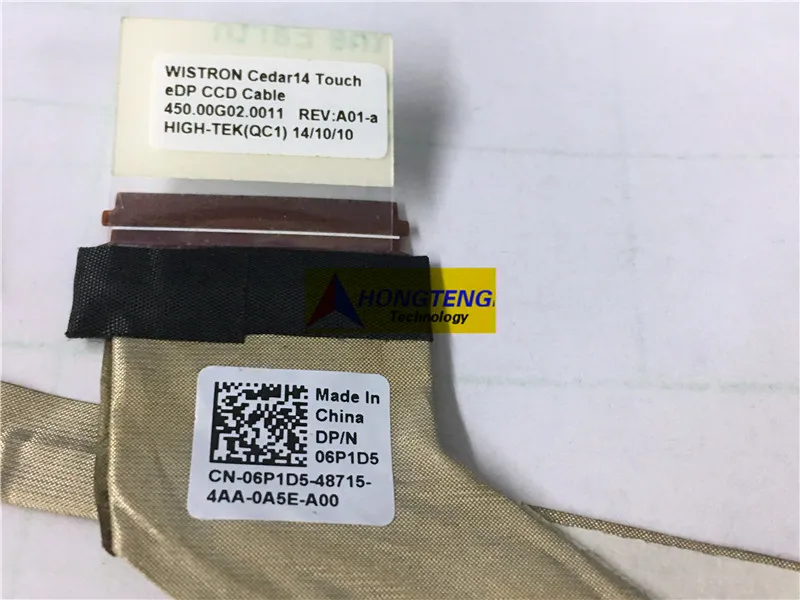 WISTRON Cedar14 Touch
eDP CCD Cable
450.00G02.0011 REV:A01-a
HIGH-TEK(QC1) 14/10/10
HONGTENG
Technology
Made In
China
DP/N
06P1D5
CN-06P1D5-48715-
4AA-0A5E-A00